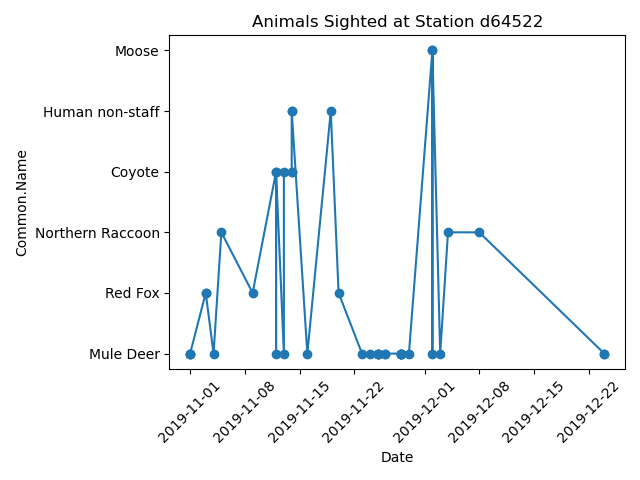 Animals Sighted at Station d64522
Common.Name
Moose
Human non-staff
Coyote
Northern Raccoon
Red Fox
Mule Deer
2019-11-01
2019-11-08
2019-11-15
2019-11-22
2019-12-01
2019-12-08
2019-12-15
2019-12-22
Date